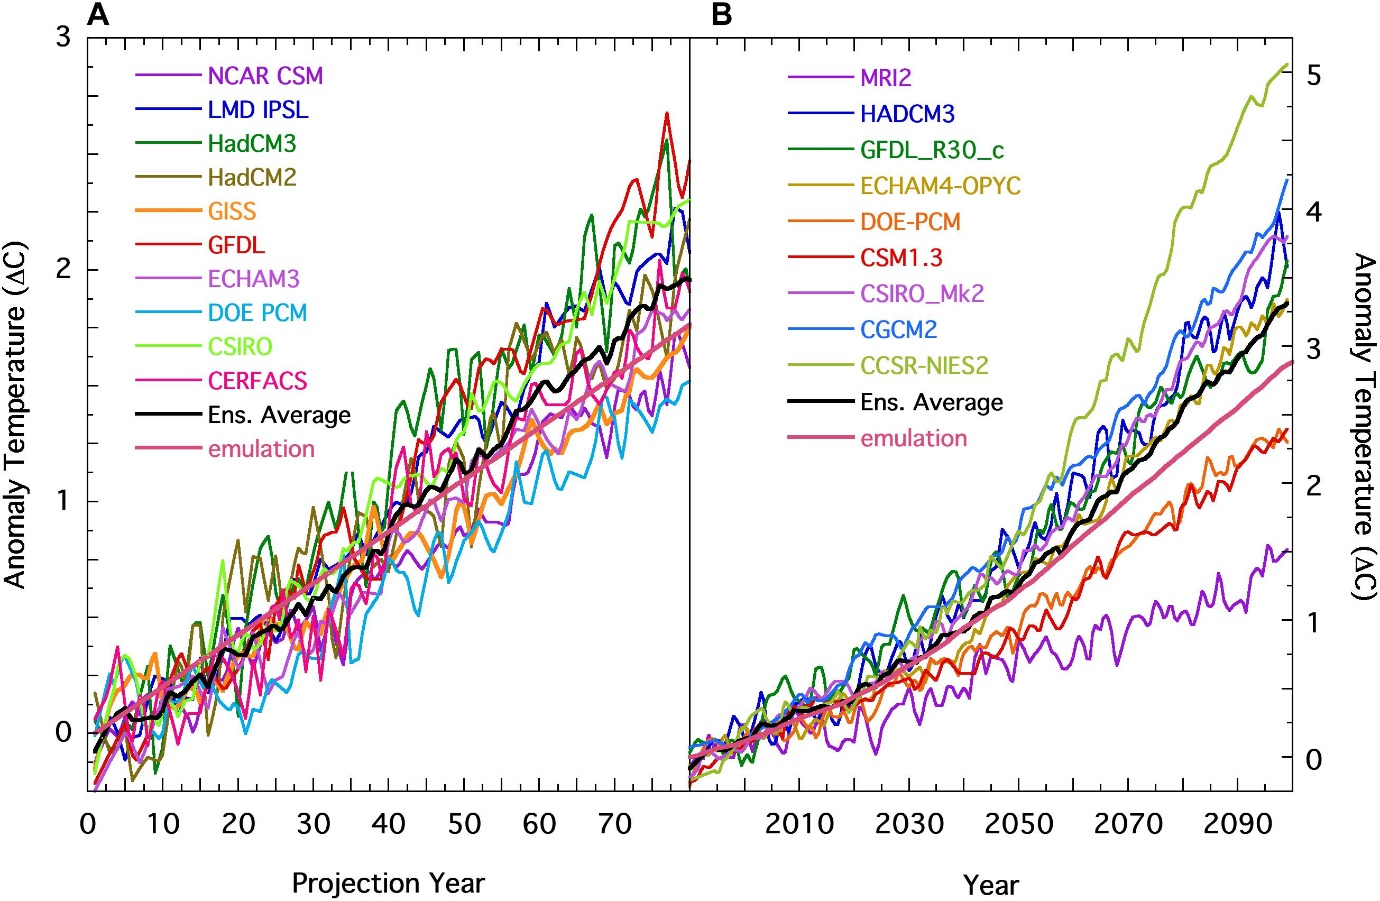 A
B
3
2
1
0
Anomaly Temperature (ΔC)
NCAR CSM
LMD IPSL
HadCM3
HadCM2
GISS
GFDL
ECHAM3
DOE PCM
CSIRO
CERFACS
Ens. Average
emulation
0 10 20 30 40 50 60 70
Projection Year
MRI2
HADCM3
GFDL_R30_c
ECHAM4-OPYC
DOE-PCM
CSM1.3
CSIRO_Mk2
CGCM2
CCSR-NIES2
Ens. Average
emulation
5
4
3
2
1
0
Anomaly Temperature (ΔC)
2010 2030 2050 2070 2090
Year